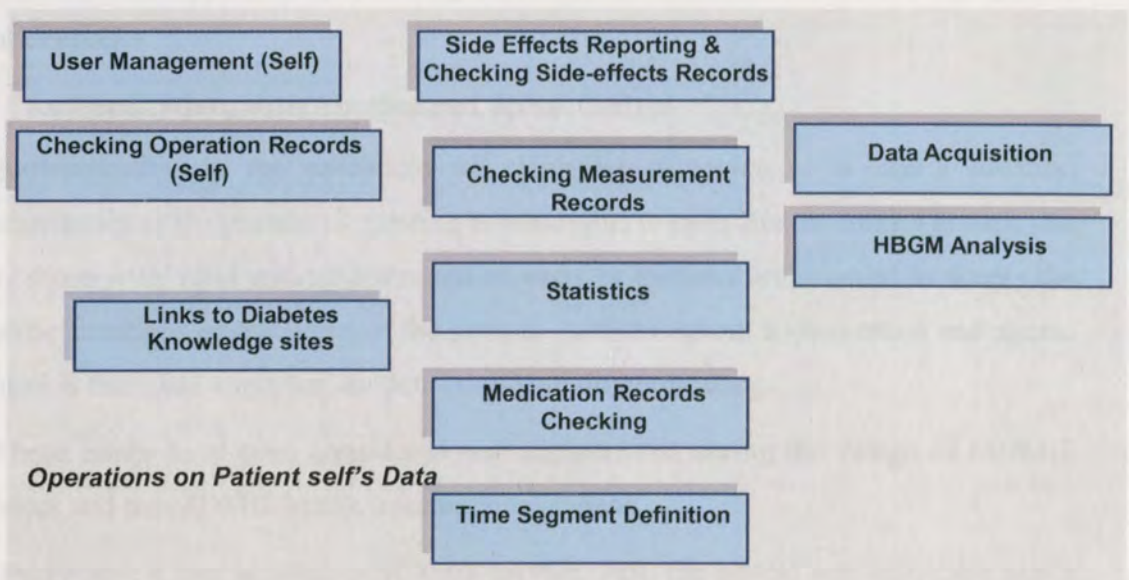 User Management (Self)
Side Effects Reporting &
Checking Side-effects Records
Checking Operation Records
(Self)
Checking Measurement
Records
Data Acquisition
HBGM Analysis
Statistics
Links to Diabetes
Knowledge sites
Medication Records
Checking
Operations on Patient self's Data
Time Segment Definition